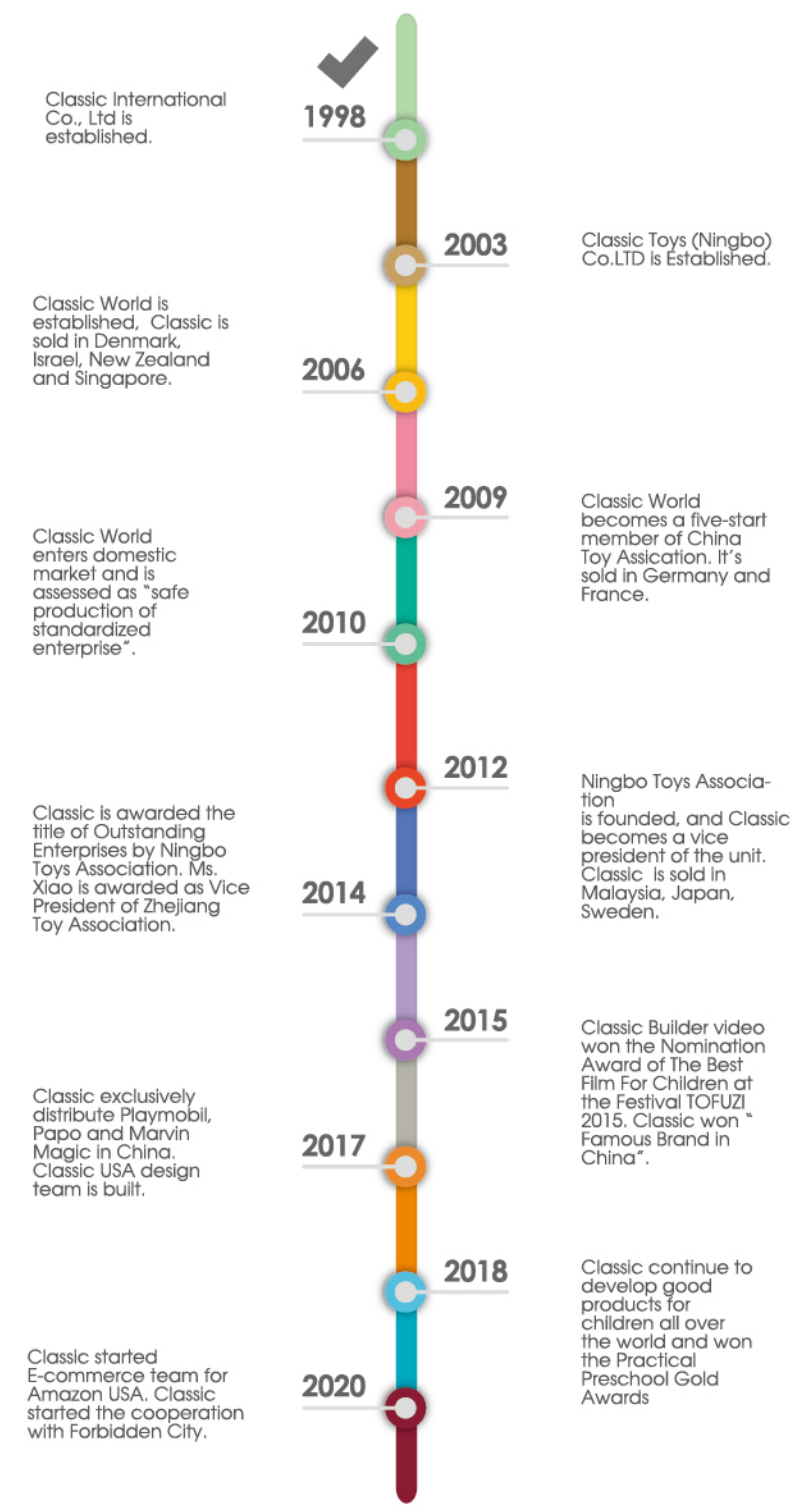 Classic International
Co., Ltd is
established.
1998
2003
Classic Toys (Ningbo)
Co.LTD is Established.
Classic World is
established, Classic is
sold in Denmark,
Israel, New Zealand
and Singapore.
2006
2009
Classic World
becomes a five-start
member of China
Toy Assication. It's
sold in Germany and
France.
Classic World
enters domestic
market and is
assessed as "safe
production of
standardized
enterprise".
2010
2012
Ningbo Toys Associa-
tion
is founded, and Classic
becomes a vice
president of the unit.
Classic is sold in
Malaysia, Japan,
Sweden.
Classic is awarded the
title of Outstanding
Enterprises by Ningbo
Toys Association. Ms.
Xiao is awarded as Vice
President of Zhejiang
Toy Association.
2014
2015
Classic Builder video
won the Nomination
Award of The Best
Film For Children at
the Festival TOFUZI
2015. Classic won "
Famous Brand in
China".
Classic exclusively
distribute Playmobil,
Papo and Marvin
Magic in China.
Classic USA design
team is built.
2017
2018
Classic continue to
develop good
products for
children all over
the world and won
the Practical
Preschool Gold
Awards
Classic started
E-commerce team for
Amazon USA. Classic
started the cooperation
with Forbidden City.
2020